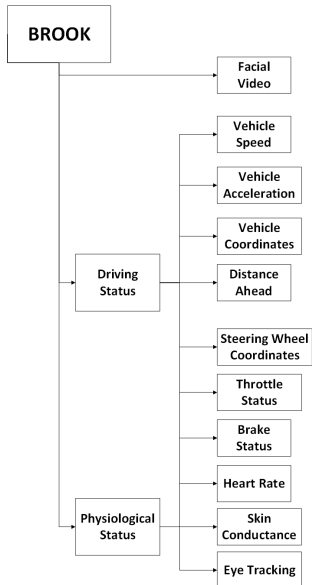 BROOK
Facial
Video
Vehicle
Speed
Vehicle
Acceleration
Vehicle
Coordinates
Driving
Status
Distance
Ahead
Steering Wheel
Coordinates
Throttle
Status
Brake
Status
Heart Rate
Physiological
Status
Skin
Conductance
Eye Tracking